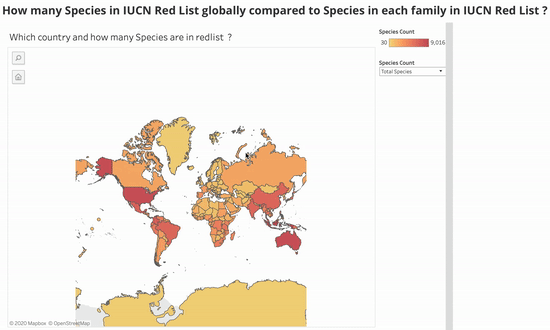 How many Species in IUCN Red List globally compared to Species in each family in IUCN Red List ?
Which country and how many Species are in redlist ?
Species Count
30 9,016
Species Count
Total Species
© 2020 Mapbox © OpenStreetMap